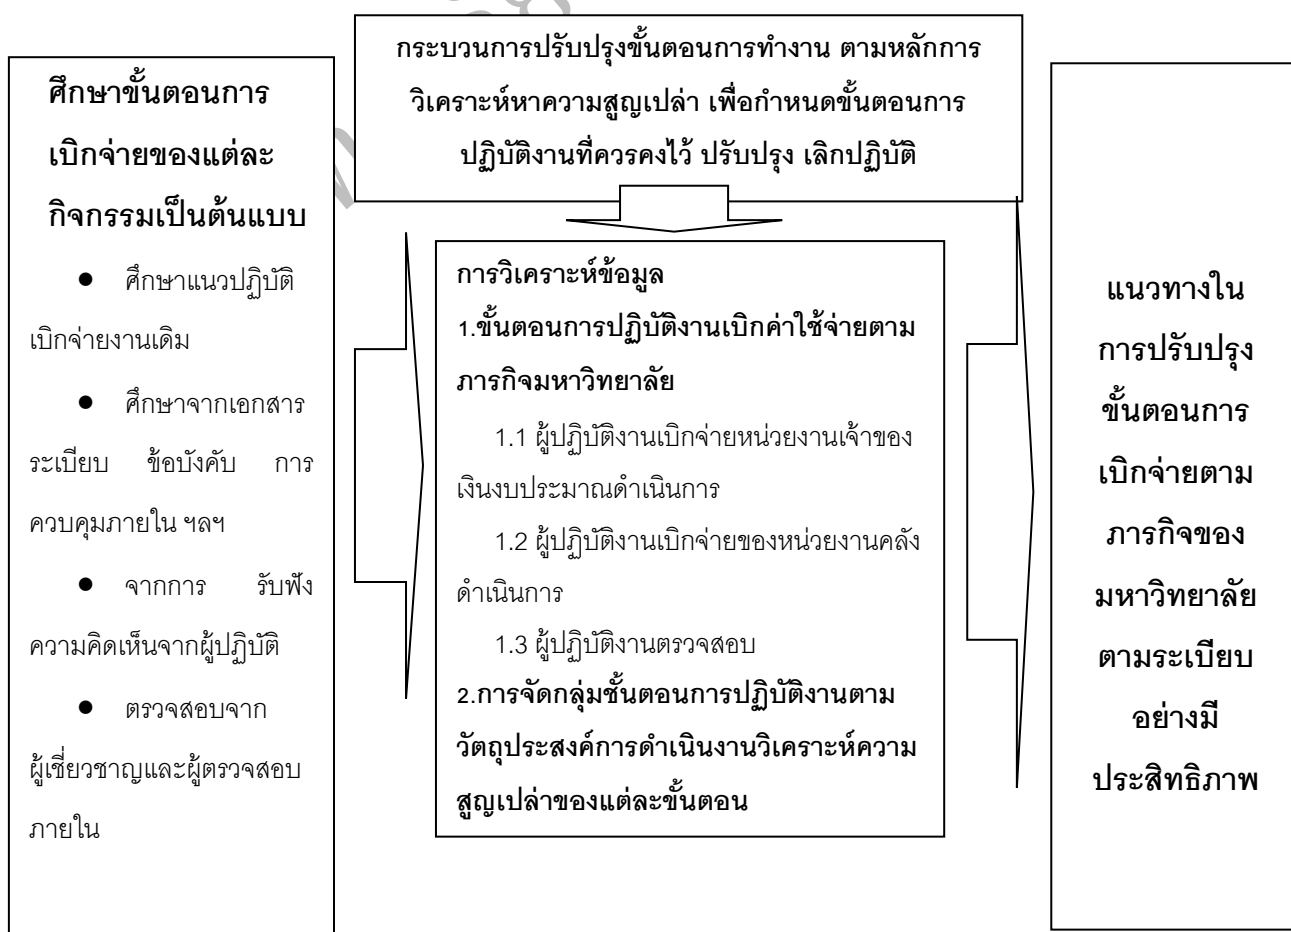 ศึกษาขั้นตอนการ
เบิกจ่ายของแต่ละ
กิจกรรมเป็นต้นแบบ
● ศึกษาแนวปฏิบัติ
เบิกจ่ายงานเดิม
● ศึกษาจากเอกสาร
ระเบียบ ข้อบังคับ การ
ควบคุมภายใน ฯลฯ
● จากการ รับฟัง
ความคิดเห็นจากผู้ปฏิบัติ
● ตรวจสอบจาก
ผู้เชี่ยวชาญและผู้ตรวจสอบ
ภายใน
กระบวนการปรับปรุงขั้นตอนการทำงาน ตามหลักการ
วิเคราะห์หาความสูญเปล่า เพื่อกำหนดขั้นตอนการ
ปฏิบัติงานที่ควรคงไว้ ปรับปรุง เลิกปฏิบัติ
การวิเคราะห์ข้อมูล
1.ขั้นตอนการปฏิบัติงานเบิกค่าใช้จ่ายตาม
ภารกิจมหาวิทยาลัย
1.1 ผู้ปฏิบัติงานเบิกจ่ายหน่วยงานเจ้าของ
เงินงบประมาณดำเนินการ
1.2 ผู้ปฏิบัติงานเบิกจ่ายของหน่วยงานคลัง
ดำเนินการ
1.3 ผู้ปฏิบัติงานตรวจสอบ
2.การจัดกลุ่มชั้นตอนการปฏิบัติงานตาม
วัตถุประสงค์การดำเนินงานวิเคราะห์ความ
สูญเปล่าของแต่ละขั้นตอน
แนวทางใน
การปรับปรุง
ขั้นตอนการ
เบิกจ่ายตาม
ภารกิจของ
มหาวิทยาลัย
ตามระเบียบ
อย่างมี
ประสิทธิภาพ